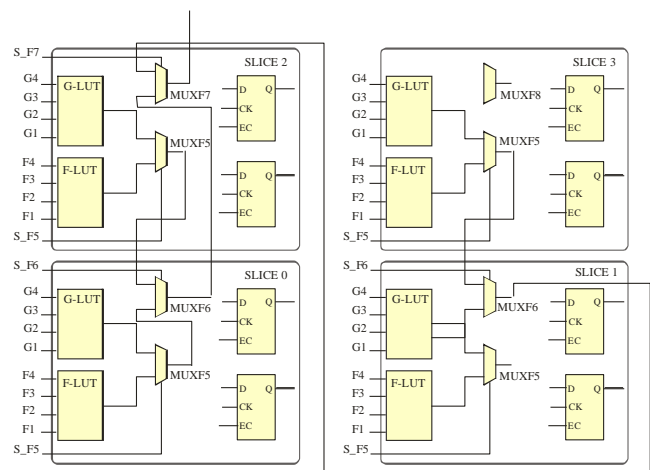 S_F7
SLICE 2
G4
G3
G2
G1
G-LUT
MUXF7
D
Q
CK
EC
MUXF5
F4
F3
F2
F1
F-LUT
D
Q
CK
EC
S_F5
SLICE 3
G4
G3
G2
G1
G-LUT
MUXF8
D
Q
CK
EC
MUXF5
F4
F3
F2
F1
F-LUT
D
Q
CK
EC
S_F5
S_F6
SLICE 0
G4
G3
G2
G1
G-LUT
MUXF6
D
Q
CK
EC
MUXF5
F4
F3
F2
F1
F-LUT
D
Q
CK
EC
S_F5
S_F6
SLICE 1
G4
G3
G2
G1
G-LUT
MUXF6
D
Q
CK
EC
MUXF5
F4
F3
F2
F1
F-LUT
D
Q
CK
EC
S_F5